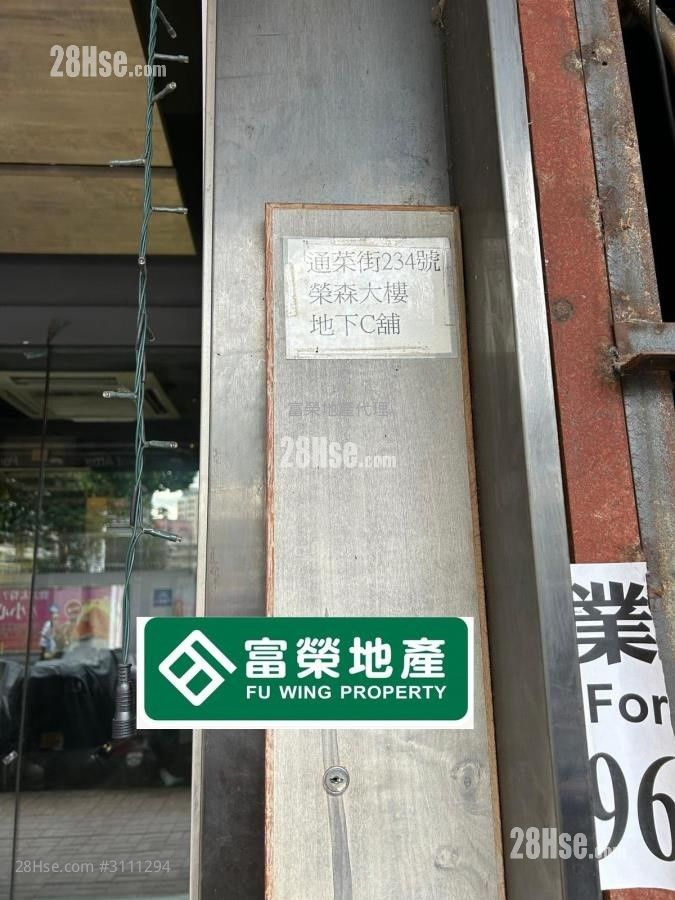 28Hse.com
通菜街234號
榮森大樓
地下C舖
富榮地產代理
28Hse.com
富榮地產
FU WING PROPERTY
業
For
96
28Hse.com
28Hse.com #3111294